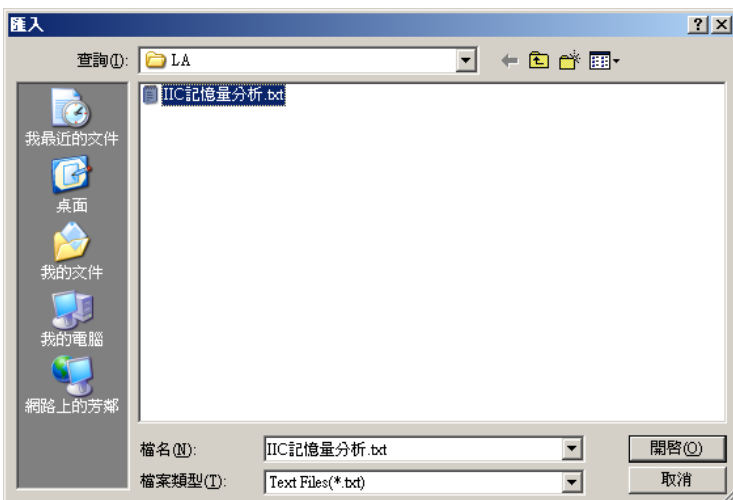 匯入
查詢(I): LA
IIC記憶量分析.txt
我最近的文件
桌面
我的文件
我的電腦
網路上的芳鄰
檔名(N): IIC記憶量分析.txt 開啓(O)
檔案類型(T): Text Files(*.txt) 取消